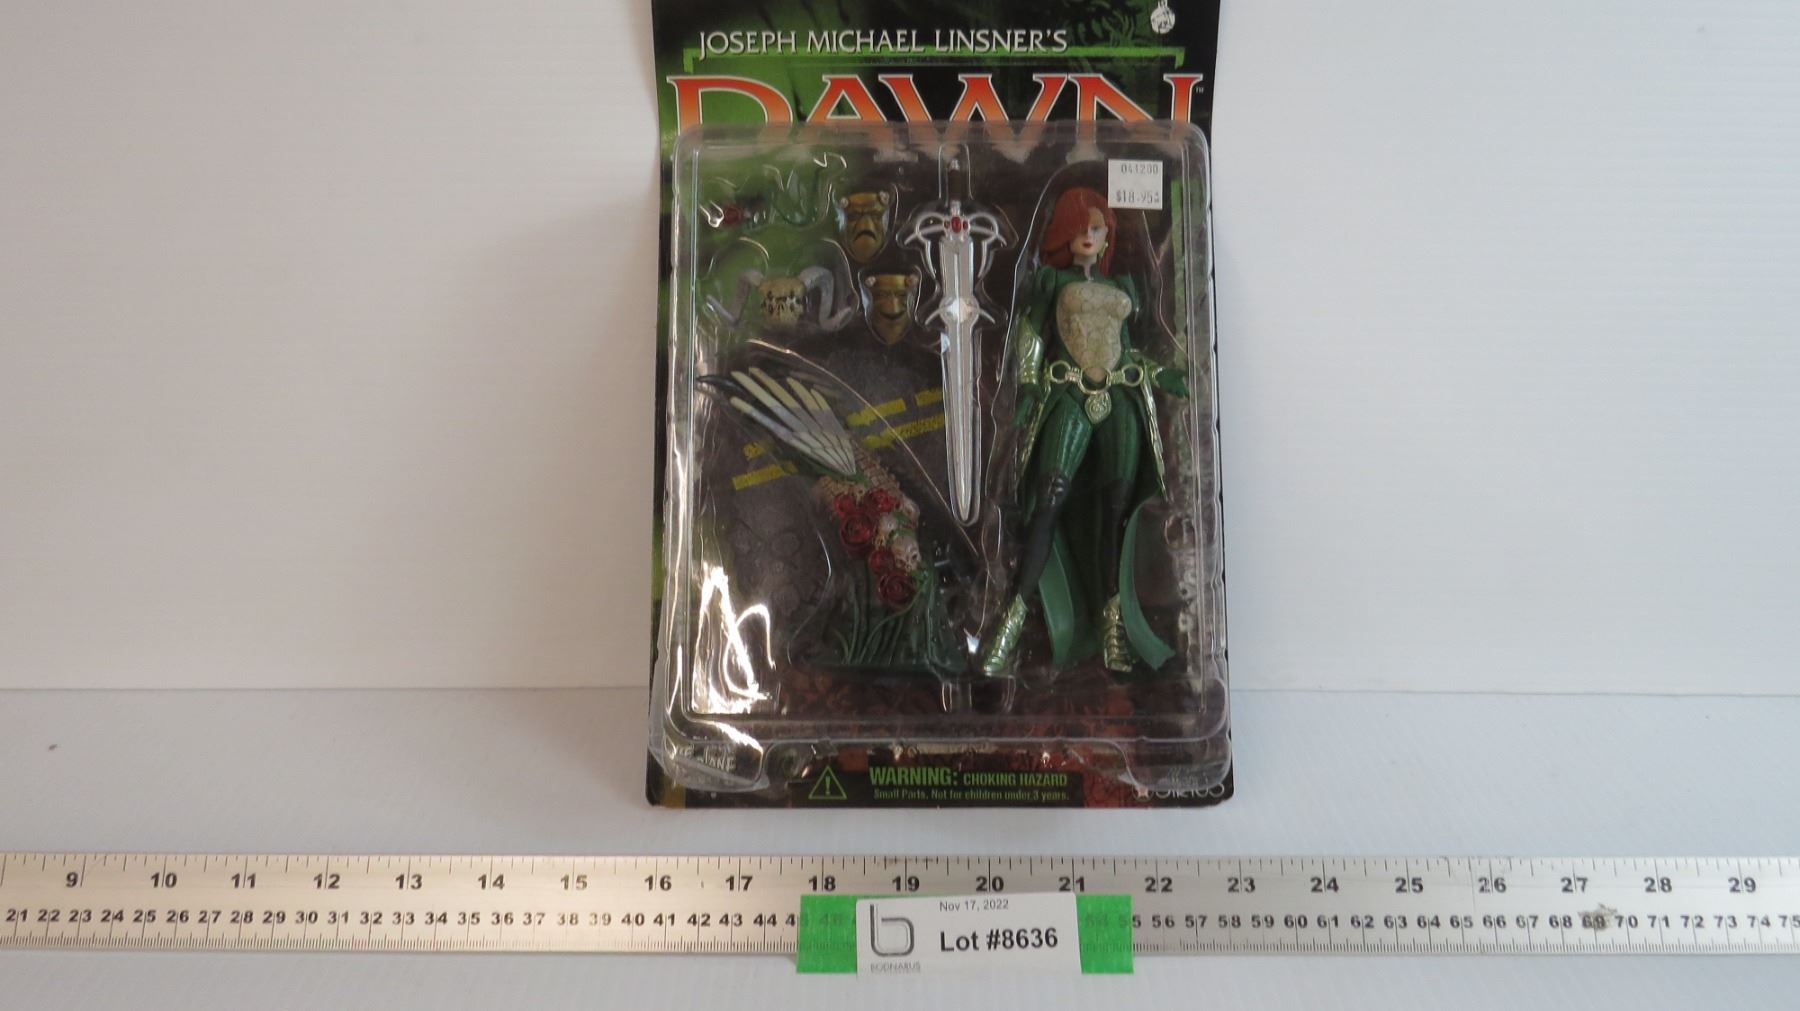 JOSEPH MICHAEL LINSNER'S
DAWN™
041200
$18.95
WARNING: CHOKING HAZARD
Small Parts. Not for children under 3 years.
9 10 11 12 13 14 15 16 17 18 19 20 21 22 23 24 25 26 27 28 29
21 22 23 24 25 26 27 28 29 30 31 32 33 34 35 36 37 38 39 40 41 42 43 44 55 56 57 58 59 60 61 62 63 64 65 66 67 68 69 70 71 72 73 74 75
Nov 17, 2022
b Lot #8636
BODNARUS